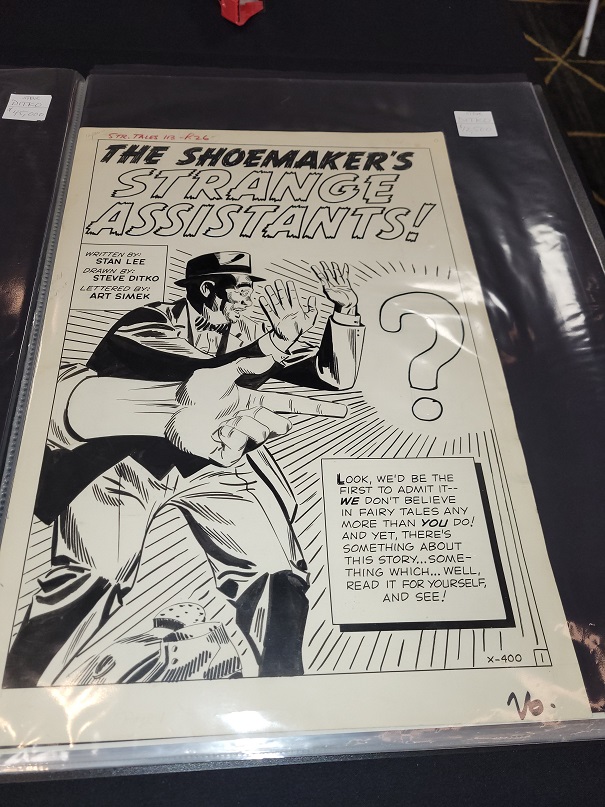 STR. TALES 113 - P.26
THE SHOEMAKER'S
STRANGE
ASSISTANTS!
WRITTEN BY:
STAN LEE
DRAWN BY:
STEVE DITKO
LETTERED BY:
ART SIMEK
?
LOOK, WE'D BE THE
FIRST TO ADMIT IT--
WE DON'T BELIEVE
IN FAIRY TALES ANY
MORE THAN YOU DO!
AND YET, THERE'S
SOMETHING ABOUT
THIS STORY...SOME-
THING WHICH... WELL,
READ IT FOR YOURSELF,
AND SEE!
X-400 1
DITKO